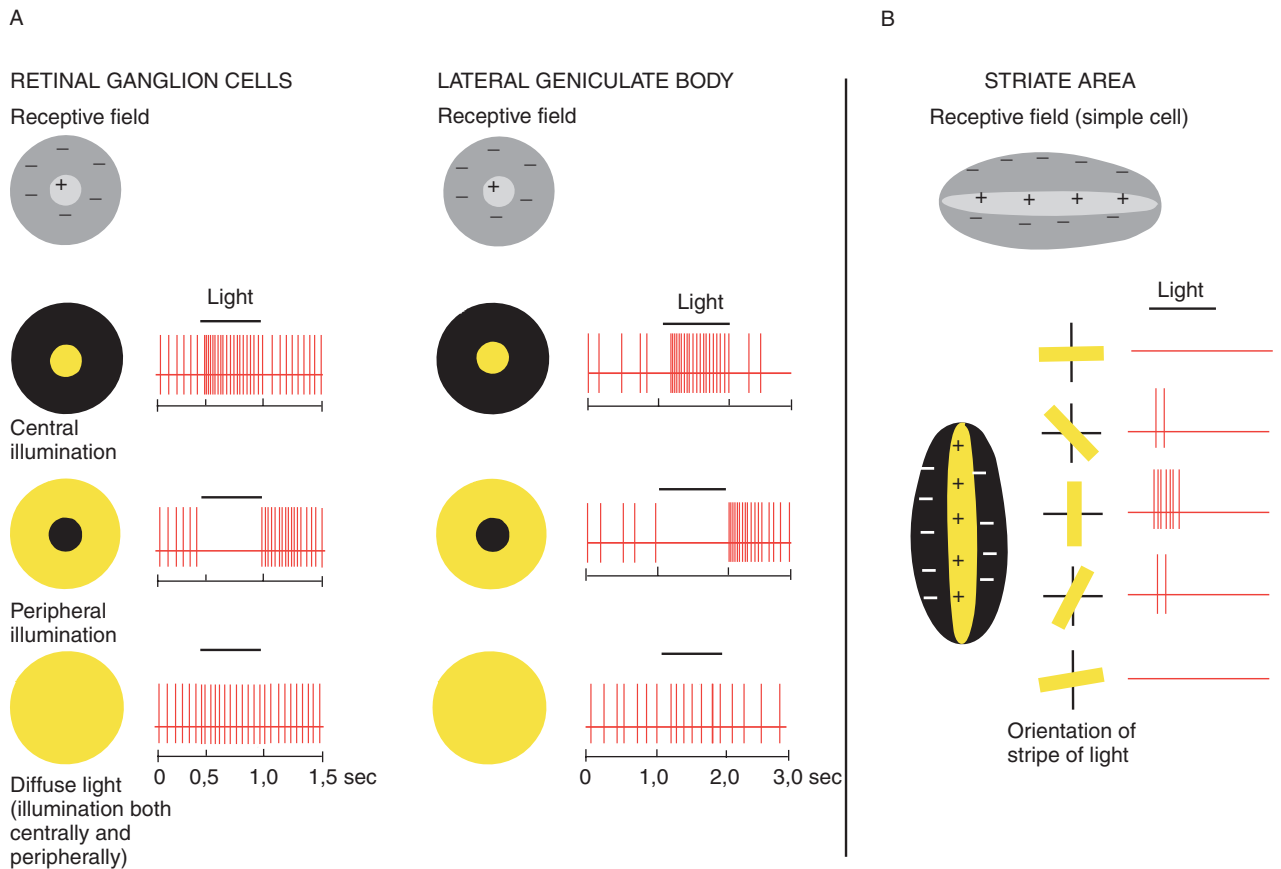 A
RETINAL GANGLION CELLS
Receptive field
LATERAL GENICULATE BODY
Receptive field
Light
Light
Central
illumination
Peripheral
illumination
Diffuse light
(illumination both
centrally and
peripherally)
0 0,5 1,0 1,5 sec
0 1,0 2,0 3,0 sec
B
STRIATE AREA
Receptive field (simple cell)
Light
Orientation of
stripe of light